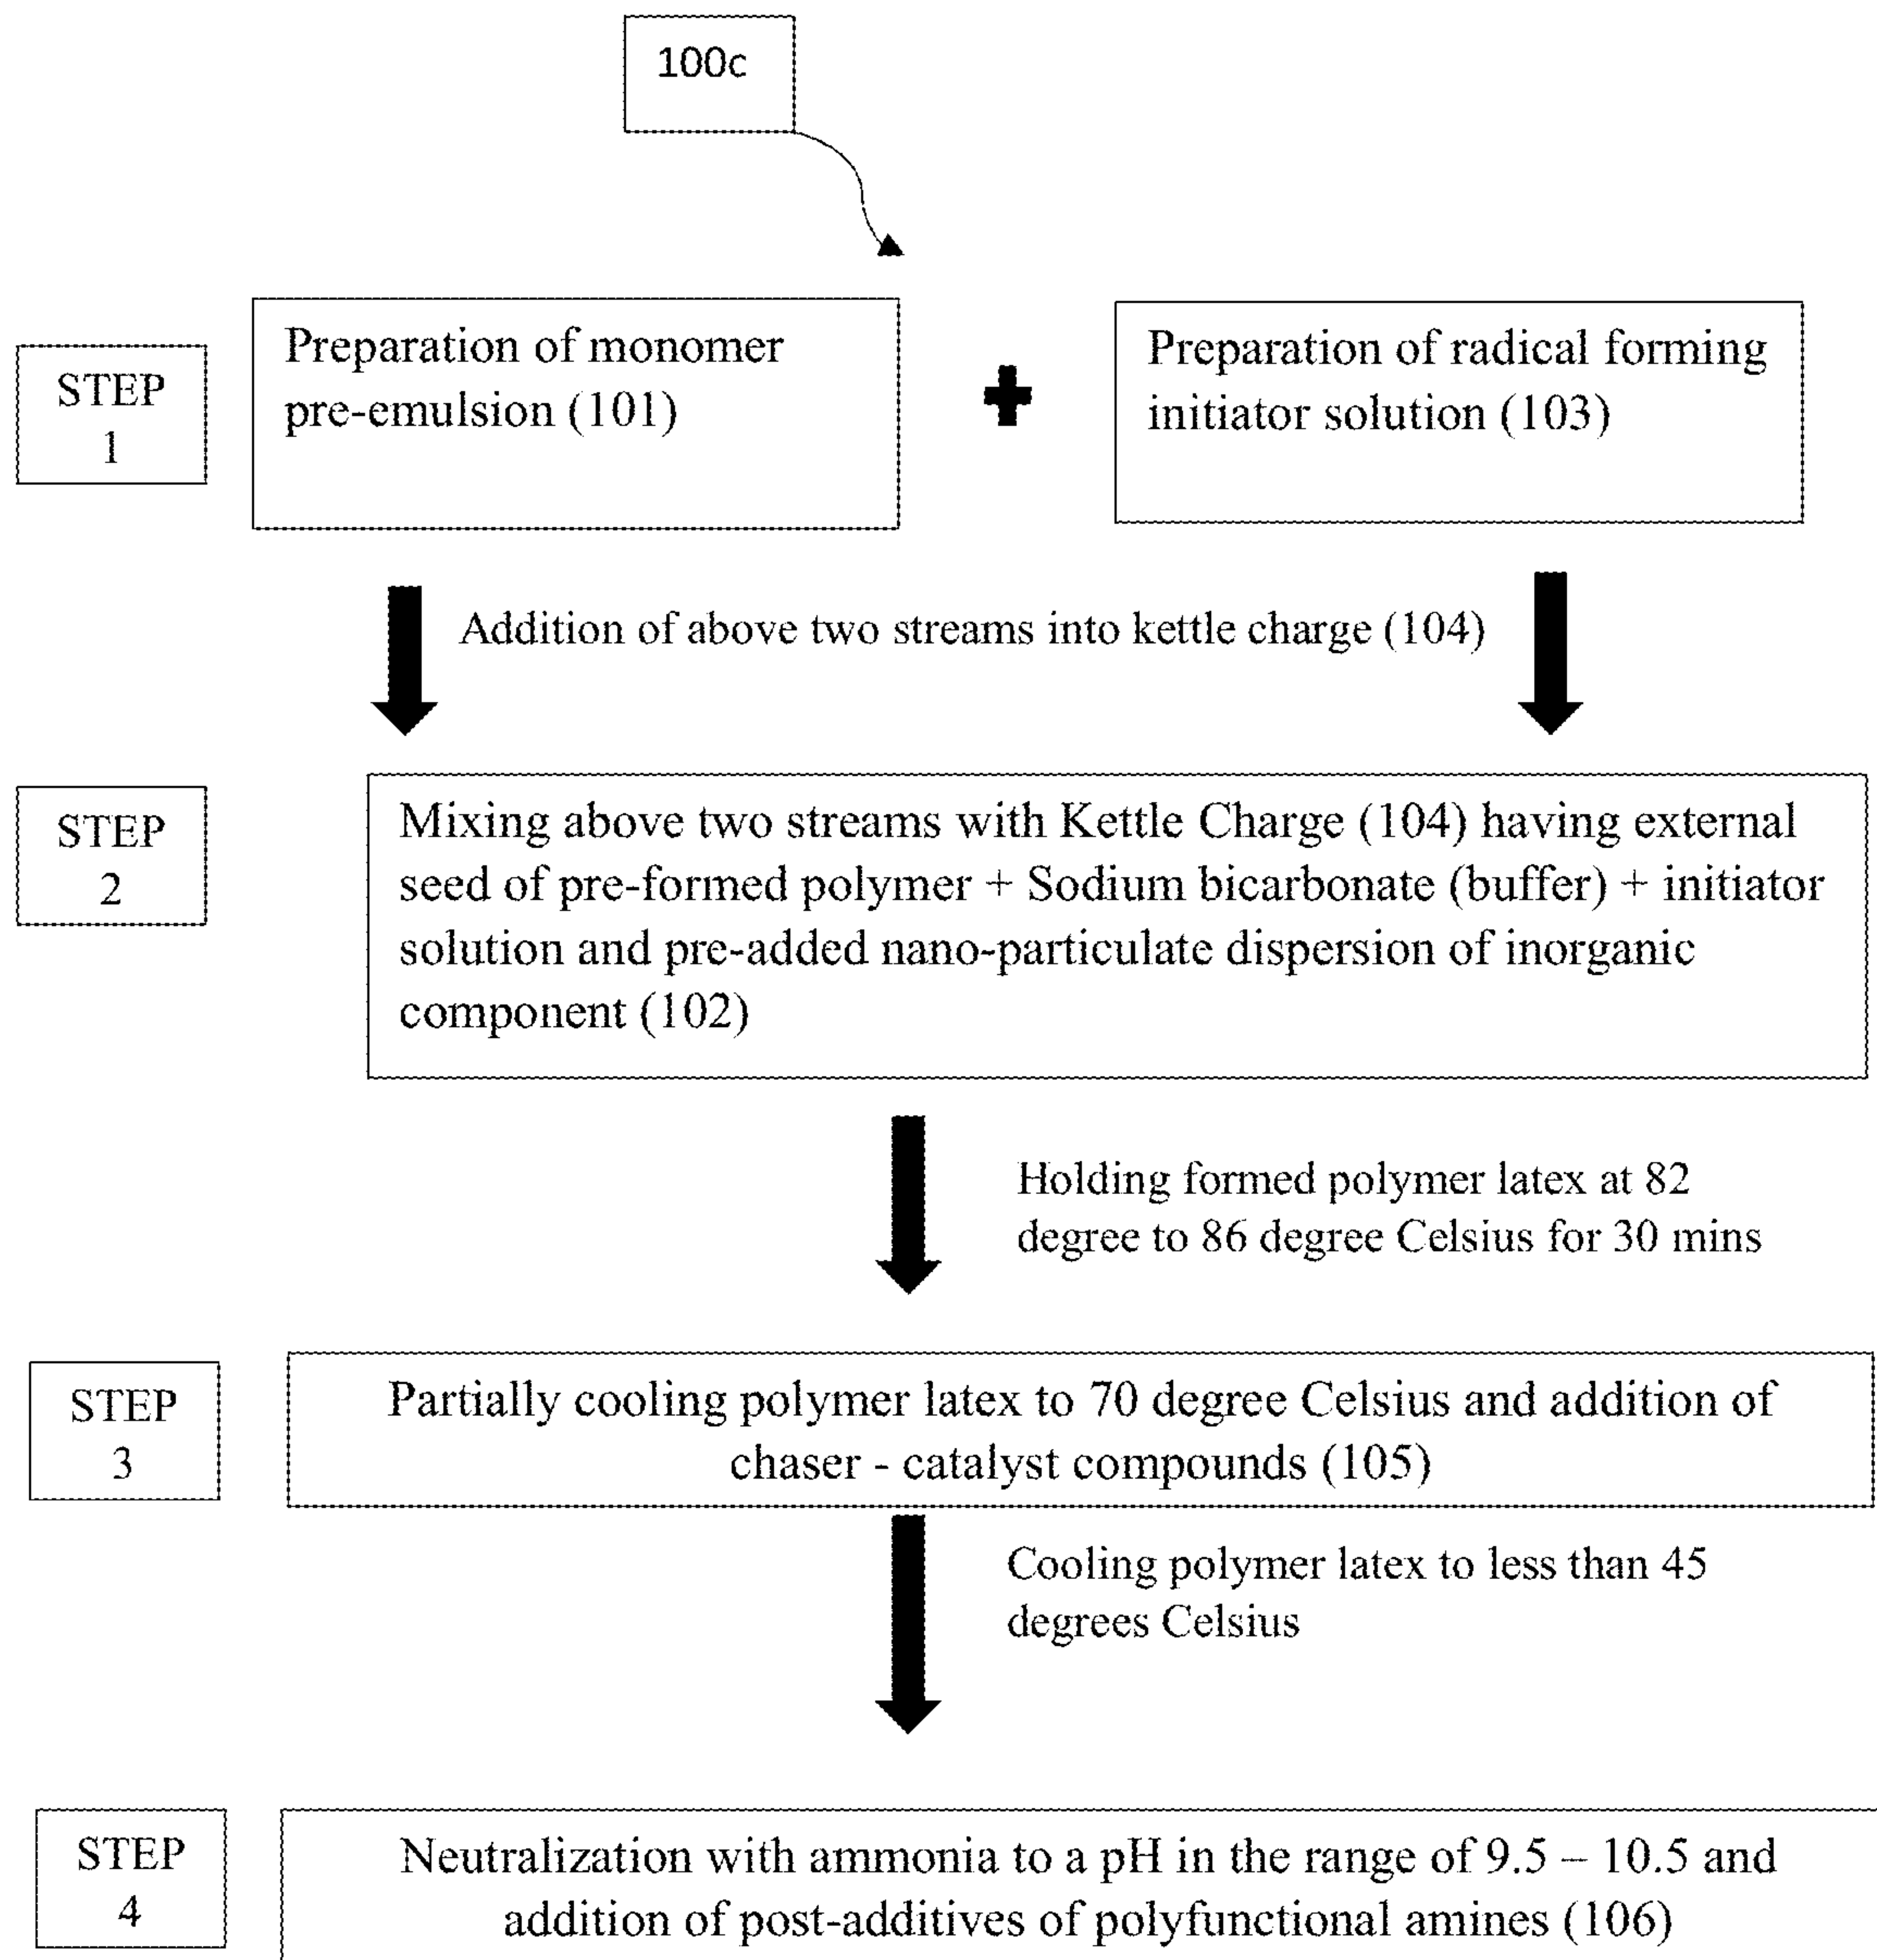 100c
STEP
1
Preparation of monomer
pre-emulsion (101)
Preparation of radical forming
initiator solution (103)
Addition of above two streams into kettle charge (104)
STEP
2
Mixing above two streams with Kettle Charge (104) having external
seed of pre-formed polymer + Sodium bicarbonate (buffer) + initiator
solution and pre-added nano-particulate dispersion of inorganic
component (102)
Holding formed polymer latex at 82
degree to 86 degree Celsius for 30 mins
STEP
3
Partially cooling polymer latex to 70 degree Celsius and addition of
chaser - catalyst compounds (105)
Cooling polymer latex to less than 45
degrees Celsius
STEP
4
Neutralization with ammonia to a pH in the range of 9.5 – 10.5 and
addition of post-additives of polyfunctional amines (106)